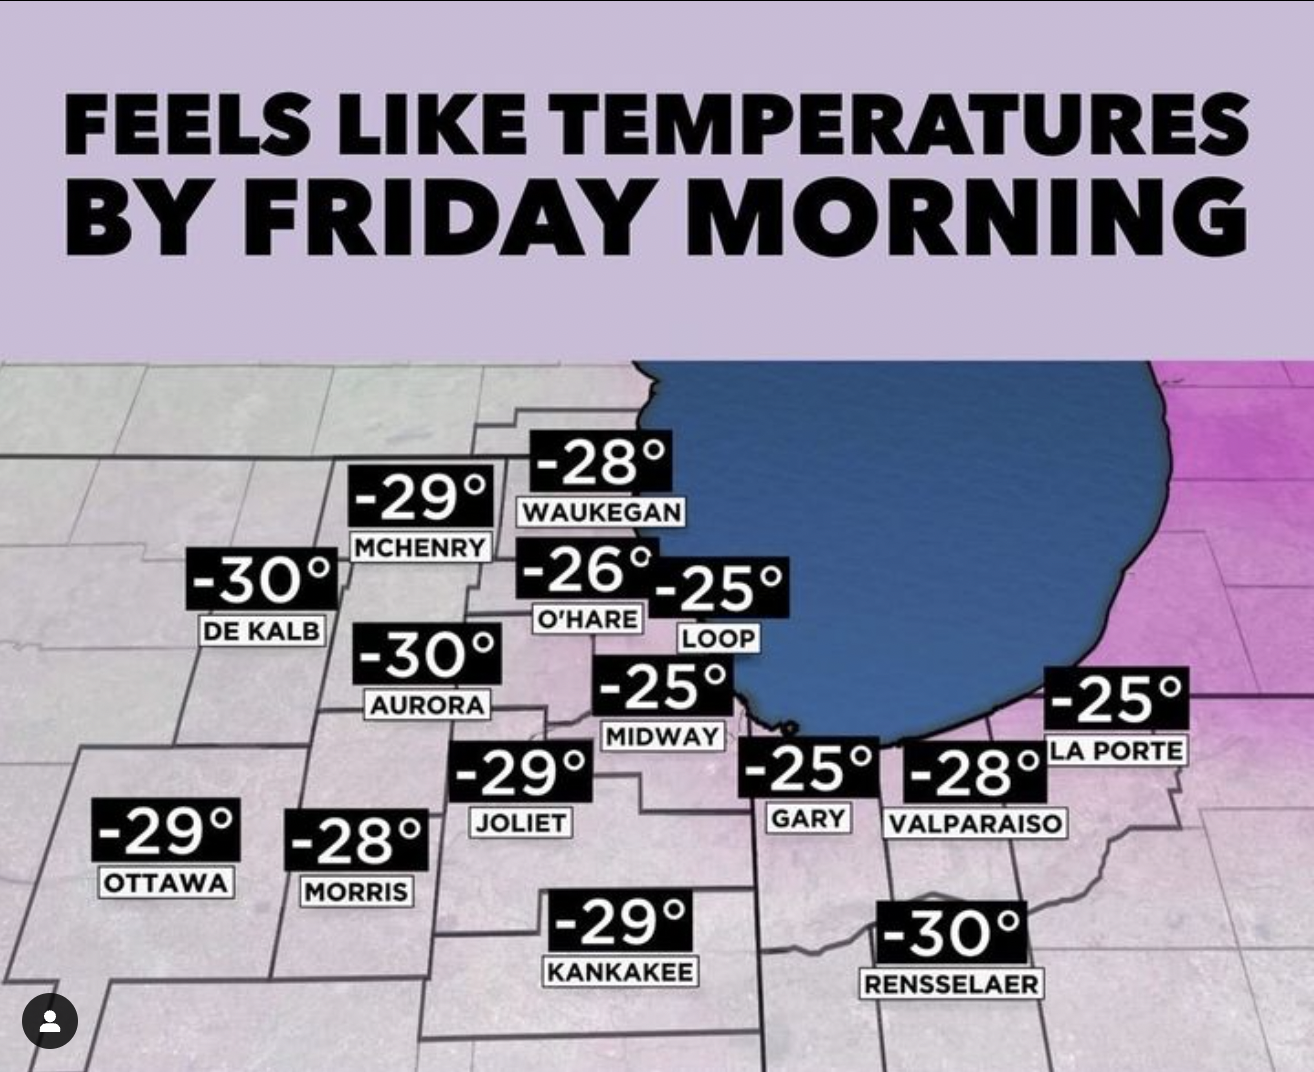 FEELS LIKE TEMPERATURES
BY FRIDAY MORNING
-28°
WAUKEGAN
-29°
MCHENRY
-26°
O'HARE
-25°
LOOP
-30°
DE KALB
-30°
AURORA
-25°
MIDWAY
-25°
LA PORTE
-29°
JOLIET
-25°
GARY
-28°
VALPARAISO
-29°
OTTAWA
-28°
MORRIS
-29°
KANKAKEE
-30°
RENSSELAER